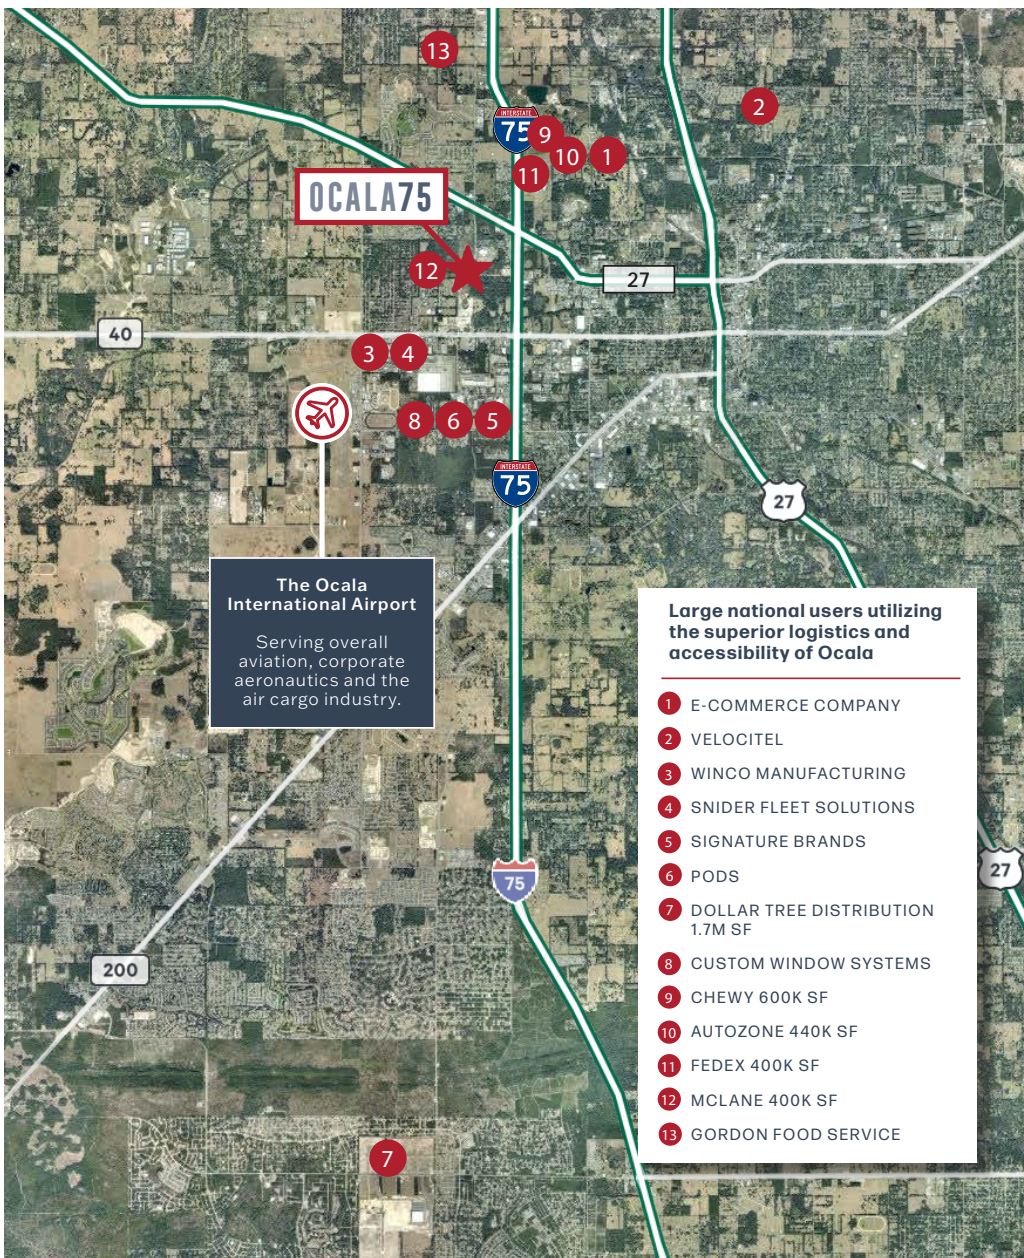 13
2
INTERSTATE
75
9
10
1
11
OCALA75
12
27
40
3
4
8
6
5
INTERSTATE
75
27
The Ocala
International Airport
Serving overall
aviation, corporate
aeronautics and the
air cargo industry.
Large national users utilizing
the superior logistics and
accessibility of Ocala
1 E-COMMERCE COMPANY
2 VELOCITEL
3 WINCO MANUFACTURING
4 SNIDER FLEET SOLUTIONS
5 SIGNATURE BRANDS
6 PODS
7 DOLLAR TREE DISTRIBUTION
1.7M SF
8 CUSTOM WINDOW SYSTEMS
9 CHEWY 600K SF
10 AUTOZONE 440K SF
11 FEDEX 400K SF
12 MCLANE 400K SF
13 GORDON FOOD SERVICE
27
75
200
7